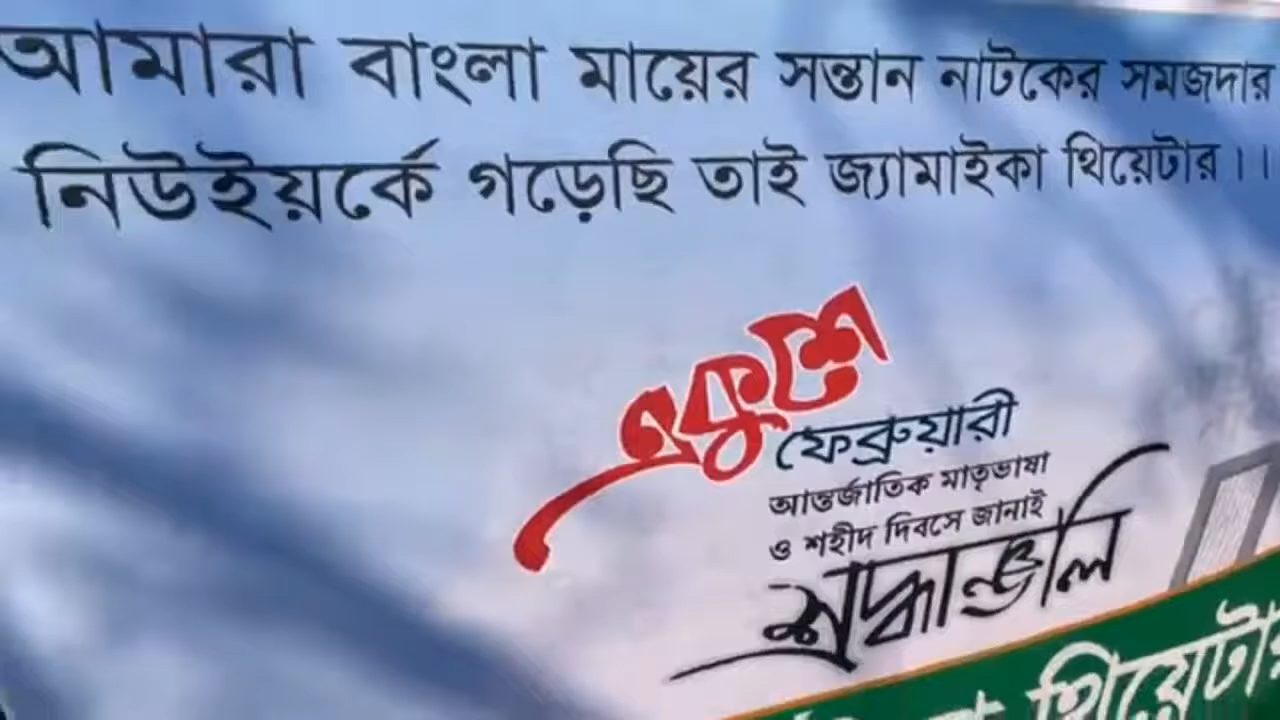 আমারা বাংলা মায়ের সন্তান নাটকের সমজদার
নিউইয়র্কে গড়েছি তাই জ্যামাইকা থিয়েটার।।
একুশে
ফেব্রুয়ারী
আন্তর্জাতিক মাতৃভাষা
ও শহীদ দিবসে জানাই
শ্রদ্ধাঞ্জলি
থিয়েটার